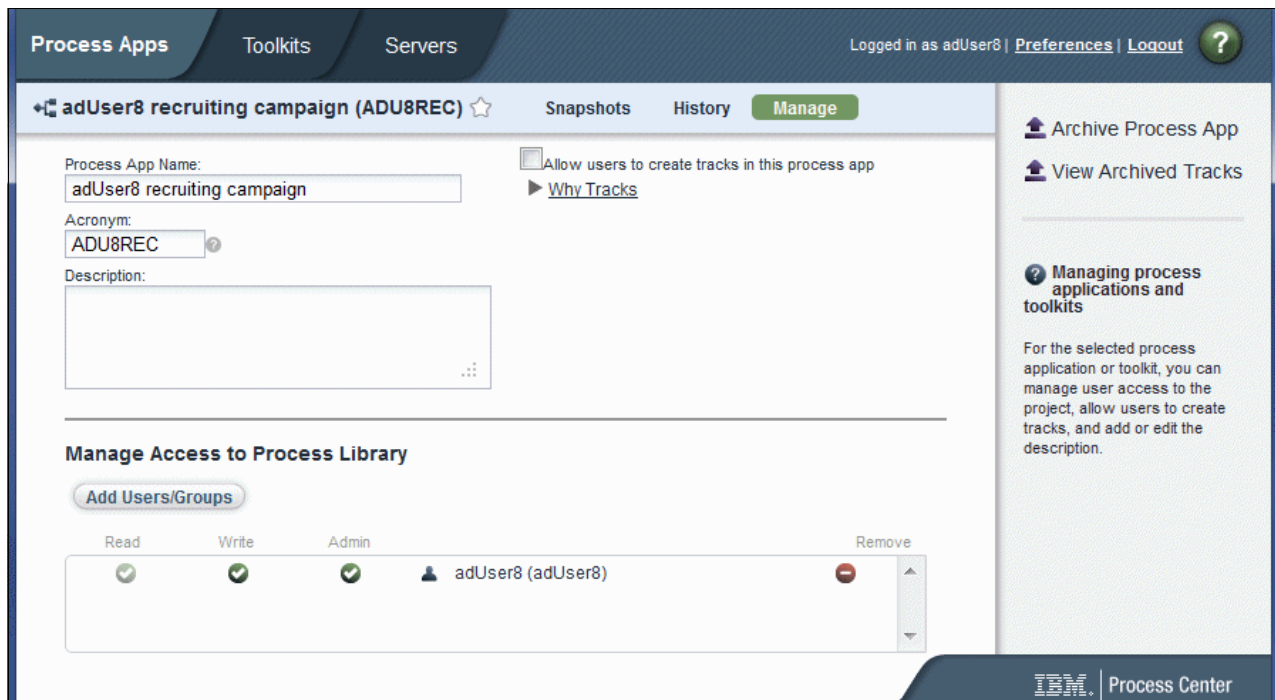 Process Apps Toolkits Servers Logged in as adUser8 | Preferences | Logout ?
adUser8 recruiting campaign (ADU8REC) Snapshots History Manage
Process App Name:
adUser8 recruiting campaign
Acronym:
ADU8REC ?
Description:
Allow users to create tracks in this process app
Why Tracks
Manage Access to Process Library
Add Users/Groups
Read Write Admin Remove
adUser8 (adUser8)
Archive Process App
View Archived Tracks
? Managing process
applications and
toolkits
For the selected process
application or toolkit, you can
manage user access to the
project, allow users to create
tracks, and add or edit the
description.
IBM. Process Center